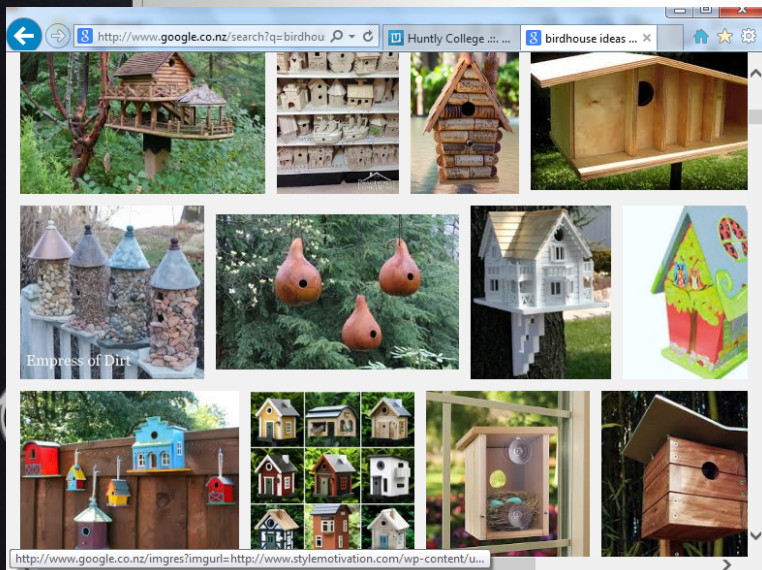 http://www.google.co.nz/search?q=birdhou
Huntly College .::. ...
birdhouse ideas ...
Empress of Dirt
http://www.google.co.nz/imgres?imgurl=http://www.stylemotivation.com/wp-content/u...